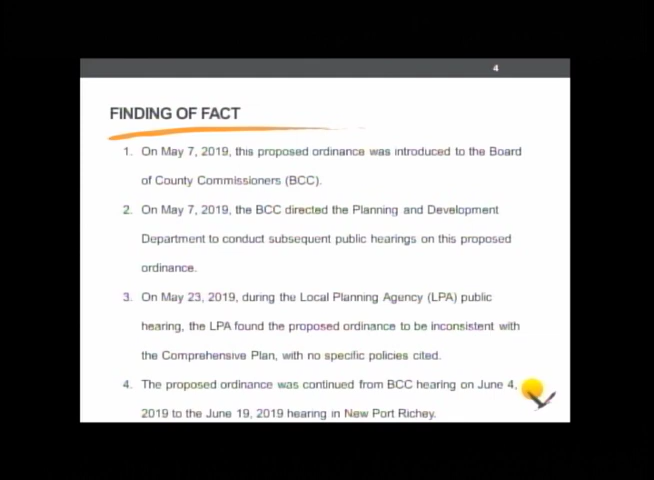 4
FINDING OF FACT
1. On May 7, 2019, this proposed ordinance was introduced to the Board
of County Commissioners (BCC).
2. On May 7, 2019, the BCC directed the Planning and Development
Department to conduct subsequent public hearings on this proposed
ordinance.
3. On May 23, 2019, during the Local Planning Agency (LPA) public
hearing, the LPA found the proposed ordinance to be inconsistent with
the Comprehensive Plan, with no specific policies cited.
4. The proposed ordinance was continued from BCC hearing on June 4,
2019 to the June 19, 2019 hearing in New Port Richey.